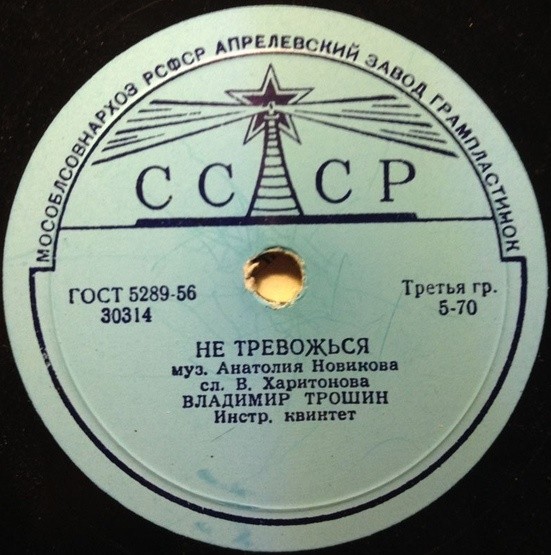 МОСОБЛСОВНАРХОЗ РСФСР АПРЕЛЕВСКИЙ ЗАВОД ГРАМПЛАСТИНОК
СССР
ГОСТ 5289-56
30314
Третья гр.
5-70
НЕ ТРЕВОЖЬСЯ
муз. Анатолия Новикова
сл. В. Харитонова
ВЛАДИМИР ТРОШИН
Инстр. квинтет